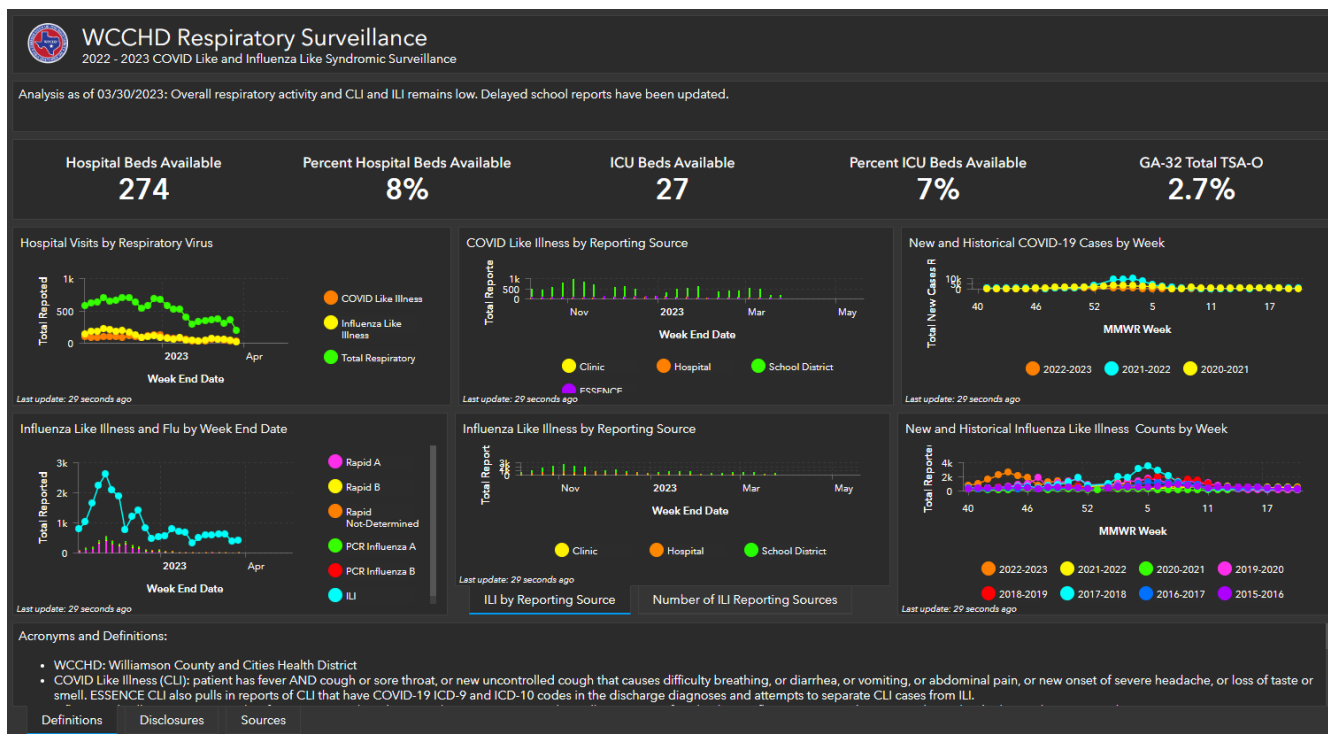 WCCHD Respiratory Surveillance
2022 - 2023 COVID Like and Influenza Like Syndromic Surveillance
Analysis as of 03/30/2023: Overall respiratory activity and CLI and ILI remains low. Delayed school reports have been updated.
Hospital Beds Available
274
Percent Hospital Beds Available
8%
ICU Beds Available
27
Percent ICU Beds Available
7%
GA-32 Total TSA-O
2.7%
Hospital Visits by Respiratory Virus
Total Repoted
1k
500
0
2023
Apr
Week End Date
COVID Like Illness
Influenza Like
Illness
Total Respiratory
Last update: 29 seconds ago
COVID Like Illness by Reporting Source
Total Reporte
1k
500
0
Nov
2023
Mar
May
Week End Date
Clinic
Hospital
School District
ESSENCE
Last update: 29 seconds ago
New and Historical COVID-19 Cases by Week
Total New Cases R
10k
5k
0
40
46
52
5
11
17
MMWR Week
2022-2023
2021-2022
2020-2021
Last update: 29 seconds ago
Influenza Like Illness and Flu by Week End Date
Total Reported
3k
2k
1k
0
2023
Apr
Week End Date
Rapid A
Rapid B
Rapid
Not-Determined
PCR Influenza A
PCR Influenza B
ILI
Last update: 29 seconds ago
Influenza Like Illness by Reporting Source
Total Report
0
Nov
2023
Mar
May
Week End Date
Clinic
Hospital
School District
Last update: 29 seconds ago
ILI by Reporting Source
Number of ILI Reporting Sources
New and Historical Influenza Like Illness Counts by Week
Total Reporte
4k
2k
0
40
46
52
5
11
17
MMWR Week
2022-2023
2021-2022
2020-2021
2019-2020
2018-2019
2017-2018
2016-2017
2015-2016
Last update: 29 seconds ago
Acronyms and Definitions:
• WCCHD: Williamson County and Cities Health District
• COVID Like Illness (CLI): patient has fever AND cough or sore throat, or new uncontrolled cough that causes difficulty breathing, or diarrhea, or vomiting, or abdominal pain, or new onset of severe headache, or loss of taste or
smell. ESSENCE CLI also pulls in reports of CLI that have COVID-19 ICD-9 and ICD-10 codes in the discharge diagnoses and attempts to separate CLI cases from ILI.
Definitions
Disclosures
Sources